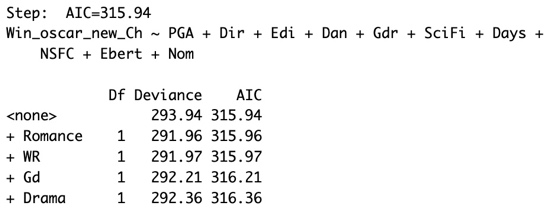 Step:  AIC=315.94
Win_oscar_new_Ch ~ PGA + Dir + Edi + Dan + Gdr + SciFi + Days +
    NSFC + Ebert + Nom
          Df Deviance    AIC
<none>        293.94 315.94
+ Romance  1   291.96 315.96
+ WR       1   291.97 315.97
+ Gd       1   292.21 316.21
+ Drama    1   292.36 316.36